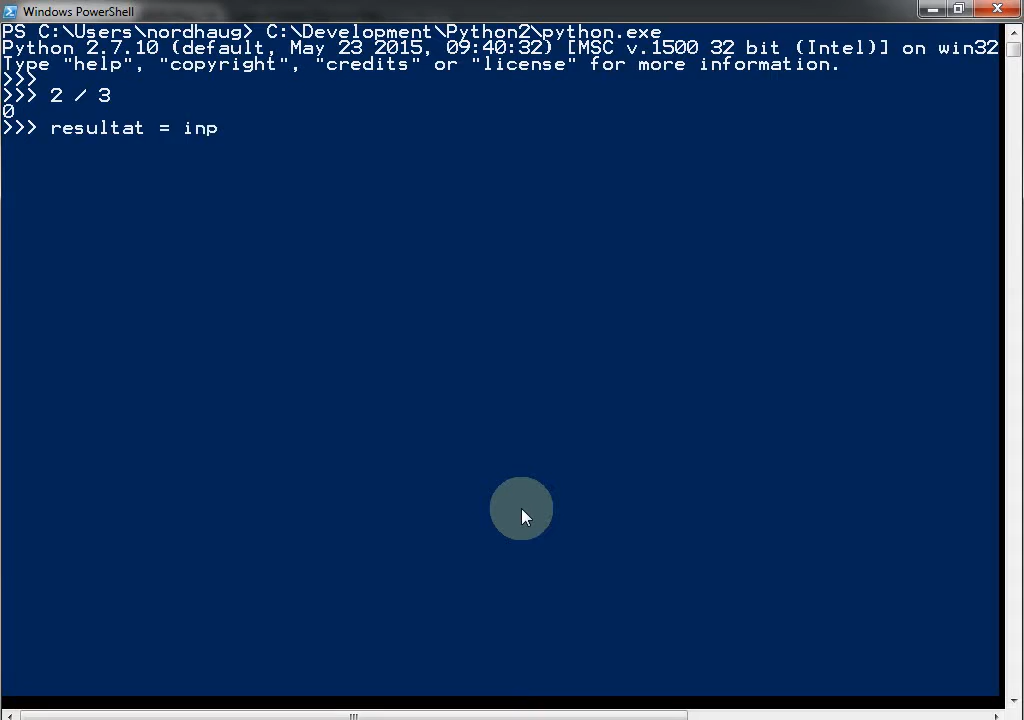 Windows PowerShell
PS C:\Users\nordhaug> C:\Development\Python2\python.exe
Python 2.7.10 (default, May 23 2015, 09:40:32) [MSC v.1500 32 bit (Intel)] on win32
Type "help", "copyright", "credits" or "license" for more information.
>>>
>>> 2 / 3
0
>>> resultat = inp